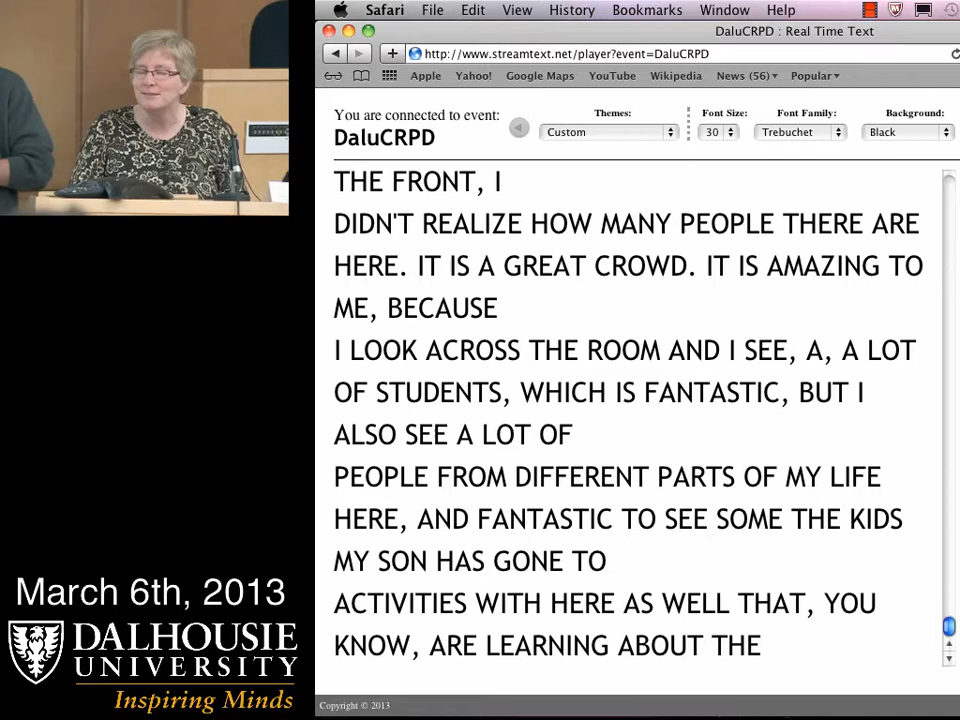 Safari File Edit View History Bookmarks Window Help
DaluCRPD : Real Time Text
http://www.streamtext.net/player?event=DaluCRPD
Apple Yahoo! Google Maps YouTube Wikipedia News (56) Popular
You are connected to event:
DaluCRPD
Themes: Font Size: Font Family: Background:
Custom 30 Trebuchet Black
THE FRONT, I
DIDN'T REALIZE HOW MANY PEOPLE THERE ARE
HERE. IT IS A GREAT CROWD. IT IS AMAZING TO
ME, BECAUSE
I LOOK ACROSS THE ROOM AND I SEE, A, A LOT
OF STUDENTS, WHICH IS FANTASTIC, BUT I
ALSO SEE A LOT OF
PEOPLE FROM DIFFERENT PARTS OF MY LIFE
HERE, AND FANTASTIC TO SEE SOME THE KIDS
MY SON HAS GONE TO
ACTIVITIES WITH HERE AS WELL THAT, YOU
KNOW, ARE LEARNING ABOUT THE
Copyright © 2013
March 6th, 2013
DALHOUSIE
UNIVERSITY
Inspiring Minds